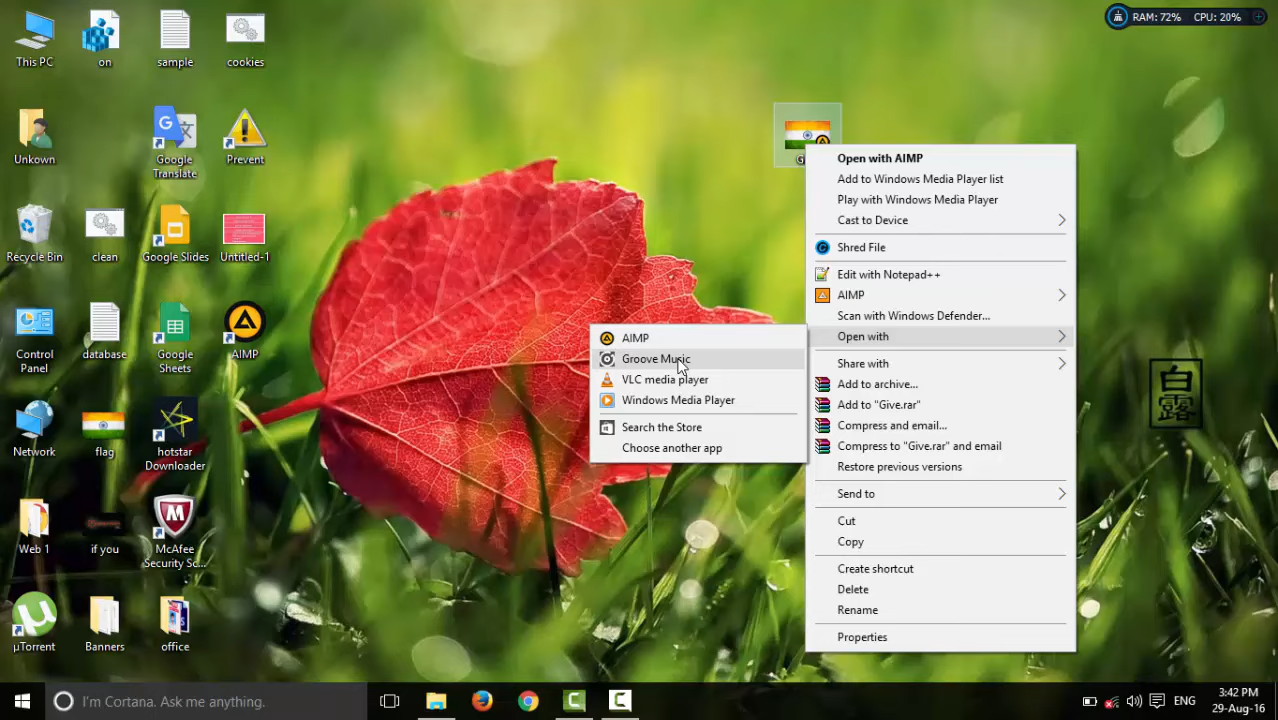 This PC
on
sample
cookies
RAM: 72% CPU: 20%
Unkown
Google
Translate
Prevent
Recycle Bin
clean
Google Slides
Untitled-1
Control
Panel
database
Google
Sheets
AIMP
Network
flag
hotstar
Downloader
Web 1
if you
McAfee
Security Sc...
µTorrent
Banners
office
Open with AIMP
Add to Windows Media Player list
Play with Windows Media Player
Cast to Device
Shred File
Edit with Notepad++
AIMP
Scan with Windows Defender...
Open with
Share with
Add to archive...
Add to "Give.rar"
Compress and email...
Compress to "Give.rar" and email
Restore previous versions
Send to
Cut
Copy
Create shortcut
Delete
Rename
Properties
AIMP
Groove Music
VLC media player
Windows Media Player
Search the Store
Choose another app
白
露
I'm Cortana. Ask me anything.
ENG
3:42 PM
29-Aug-16